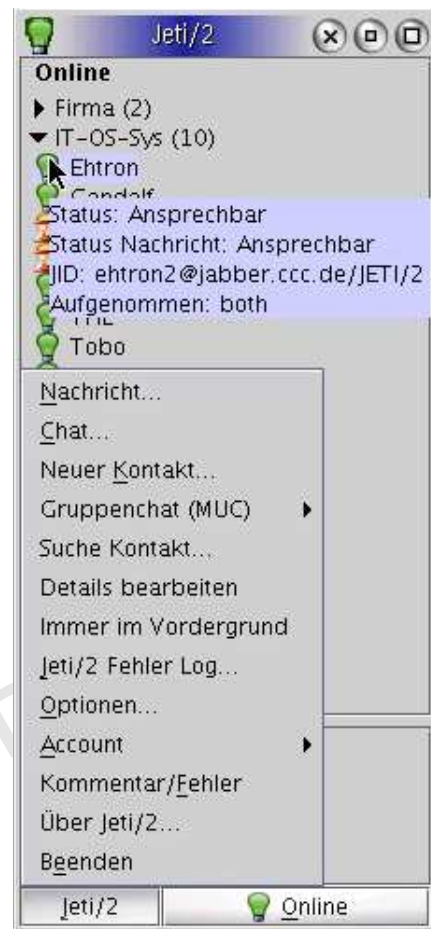 Jeti/2
Online
Firma (2)
IT-OS-Sys (10)
Ehtron
Gandalf
Status: Ansprechbar
Status Nachricht: Ansprechbar
JID: ehtron2@jabber.ccc.de/JETI/2
Aufgenommen: both
Tobo
Nachricht...
Chat...
Neuer Kontakt...
Gruppenchat (MUC)
Suche Kontakt...
Details bearbeiten
Immer im Vordergrund
Jeti/2 Fehler Log...
Optionen...
Account
Kommentar/Fehler
Über Jeti/2...
Beenden
Jeti/2 Online